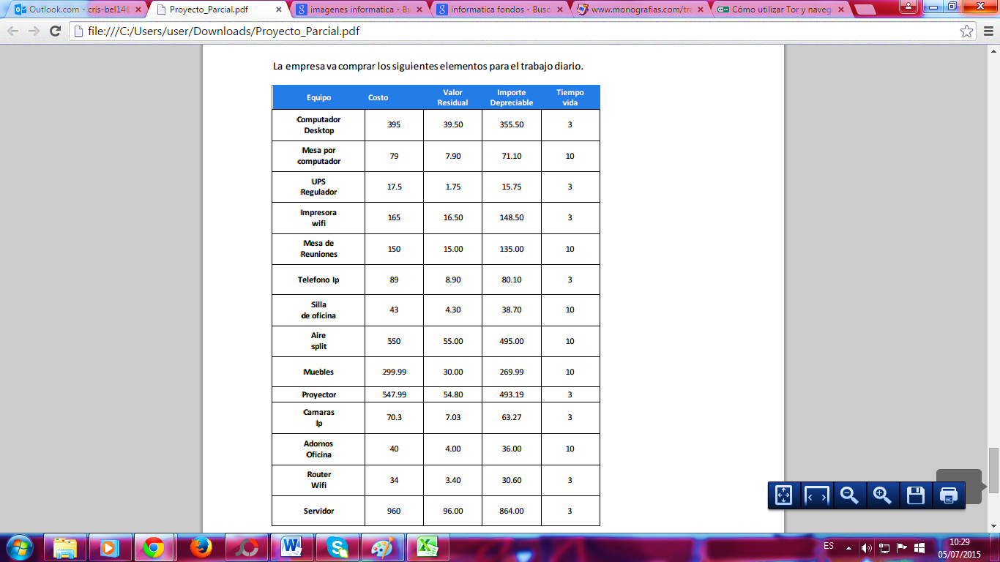 Outlook.com - cris-bel14@
Proyecto_Parcial.pdf
imagenes informatica - Bu
informatica fondos - Busc
www.monografias.com/tra
Cómo utilizar Tor y naveg
file:///C:/Users/user/Downloads/Proyecto_Parcial.pdf
La empresa va comprar los siguientes elementos para el trabajo diario.
Equipo Costo Valor Residual Importe Depreciable Tiempo vida
Computador Desktop 395 39.50 355.50 3
Mesa por computador 79 7.90 71.10 10
UPS Regulador 17.5 1.75 15.75 3
Impresora wifi 165 16.50 148.50 3
Mesa de Reuniones 150 15.00 135.00 10
Telefono Ip 89 8.90 80.10 3
Silla de oficina 43 4.30 38.70 10
Aire split 550 55.00 495.00 10
Muebles 299.99 30.00 269.99 10
Proyector 547.99 54.80 493.19 3
Camaras Ip 70.3 7.03 63.27 3
Adornos Oficina 40 4.00 36.00 10
Router Wifi 34 3.40 30.60 3
Servidor 960 96.00 864.00 3
ES
10:29
05/07/2015